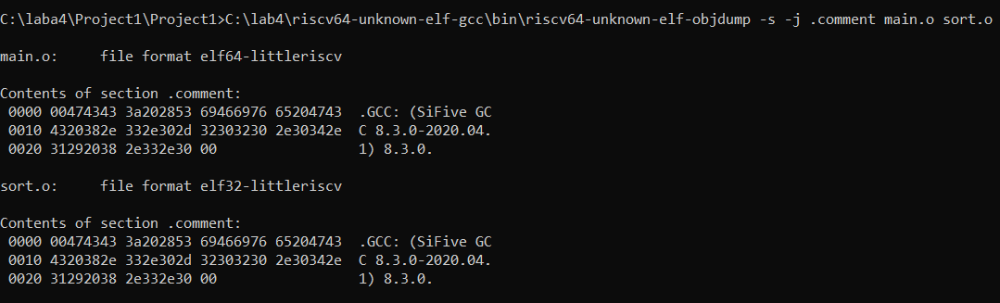 C:\laba4\Project1\Project1>C:\lab4\riscv64-unknown-elf-gcc\bin\riscv64-unknown-elf-objdump -s -j .comment main.o sort.o
main.o:     file format elf64-littleriscv
Contents of section .comment:
 0000 00474343 3a202853 69466976 65204743  .GCC: (SiFive GC
 0010 4320382e 332e302d 32303230 2e30342e  C 8.3.0-2020.04.
 0020 31292038 2e332e30 00                 1) 8.3.0.
sort.o:     file format elf32-littleriscv
Contents of section .comment:
 0000 00474343 3a202853 69466976 65204743  .GCC: (SiFive GC
 0010 4320382e 332e302d 32303230 2e30342e  C 8.3.0-2020.04.
 0020 31292038 2e332e30 00                 1) 8.3.0.